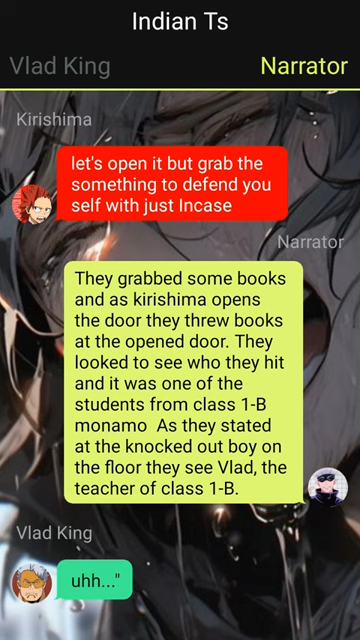 Indian Ts
Vlad King
Narrator
Kirishima
let's open it but grab the
something to defend you
self with just Incase
Narrator
They grabbed some books
and as kirishima opens
the door they threw books
at the opened door. They
looked to see who they hit
and it was one of the
students from class 1-B
monamo  As they stated
at the knocked out boy on
the floor they see Vlad, the
teacher of class 1-B.
Vlad King
uhh..."